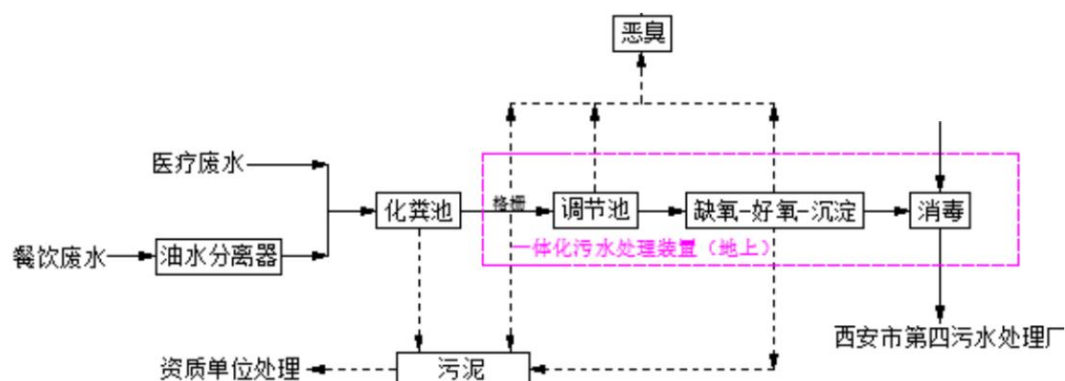 恶臭
医疗废水
化粪池
格栅
调节池
缺氧-好氧-沉淀
消毒
餐饮废水
油水分离器
一体化污水处理装置（地上）
西安市第四污水处理厂
资质单位处理
污泥